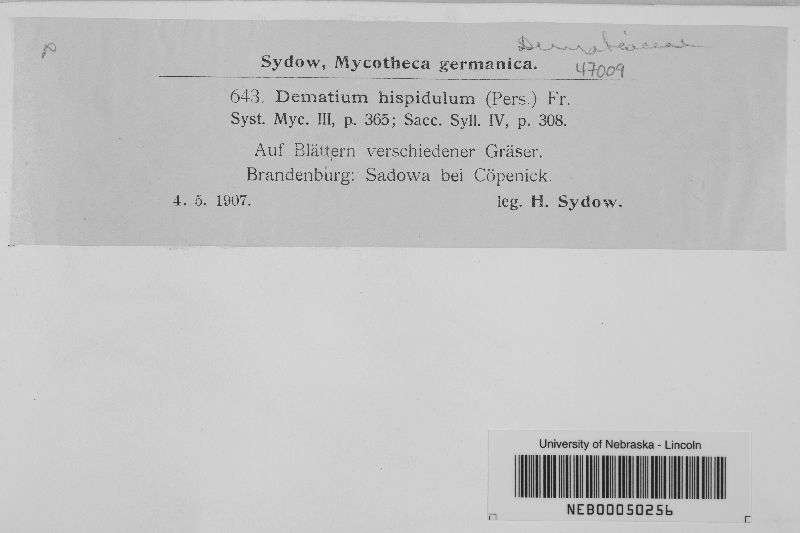 Dematiaceae
Sydow, Mycotheca germanica.
47009
643. Dematium hispidulum (Pers.) Fr.
Syst. Myc. III, p. 365; Sacc. Syll. IV, p. 308.
Auf Blättern verschiedener Gräser.
Brandenburg: Sadowa bei Cöpenick.
4. 5. 1907. leg. H. Sydow.
University of Nebraska - Lincoln
NEB00050256